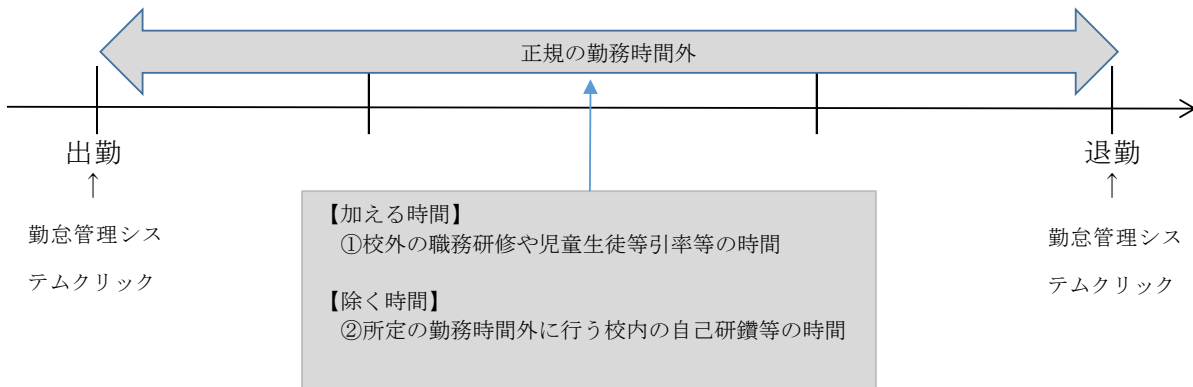 正規の勤務時間外
出勤
↑
勤怠管理シス
テムクリック
退勤
↑
勤怠管理シス
テムクリック
【加える時間】
①校外の職務研修や児童生徒等引率等の時間
【除く時間】
②所定の勤務時間外に行う校内の自己研鑽等の時間